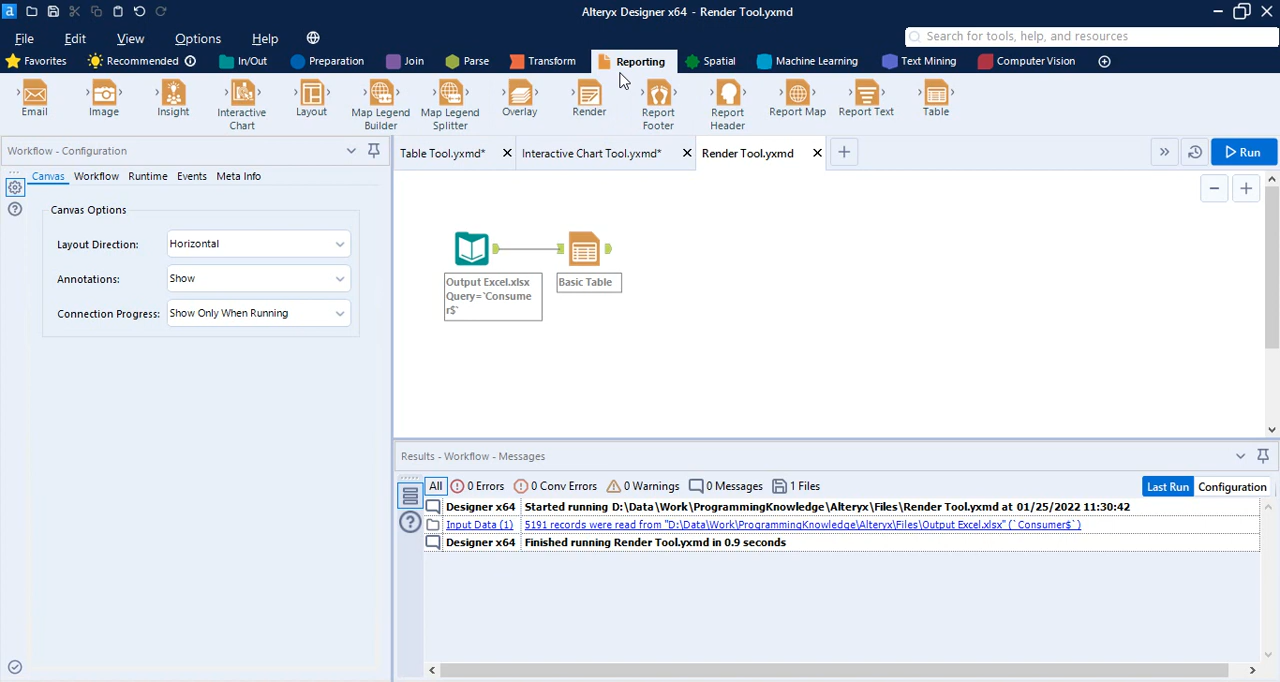 Alteryx Designer x64 - Render Tool.yxmd
File Edit View Options Help
Search for tools, help, and resources
Favorites Recommended In/Out Preparation Join Parse Transform Reporting Spatial Machine Learning Text Mining Computer Vision
Email Image Insight Interactive Chart Layout Map Legend Builder Map Legend Splitter Overlay Render Report Footer Report Header Report Map Report Text Table
Workflow - Configuration
Table Tool.yxmd* Interactive Chart Tool.yxmd* Render Tool.yxmd
Run
Canvas Workflow Runtime Events Meta Info
Canvas Options
Layout Direction: Horizontal
Annotations: Show
Connection Progress: Show Only When Running
Output Excel.xlsx
Query=`Consume
r$`
Basic Table
Results - Workflow - Messages
All 0 Errors 0 Conv Errors 0 Warnings 0 Messages 1 Files Last Run Configuration
Designer x64 Started running D:\Data\Work\ProgrammingKnowledge\Alteryx\Files\Render Tool.yxmd at 01/25/2022 11:30:42
Input Data (1) 5191 records were read from "D:\Data\Work\ProgrammingKnowledge\Alteryx\Files\Output Excel.xlsx" (`Consumer$`)
Designer x64 Finished running Render Tool.yxmd in 0.9 seconds